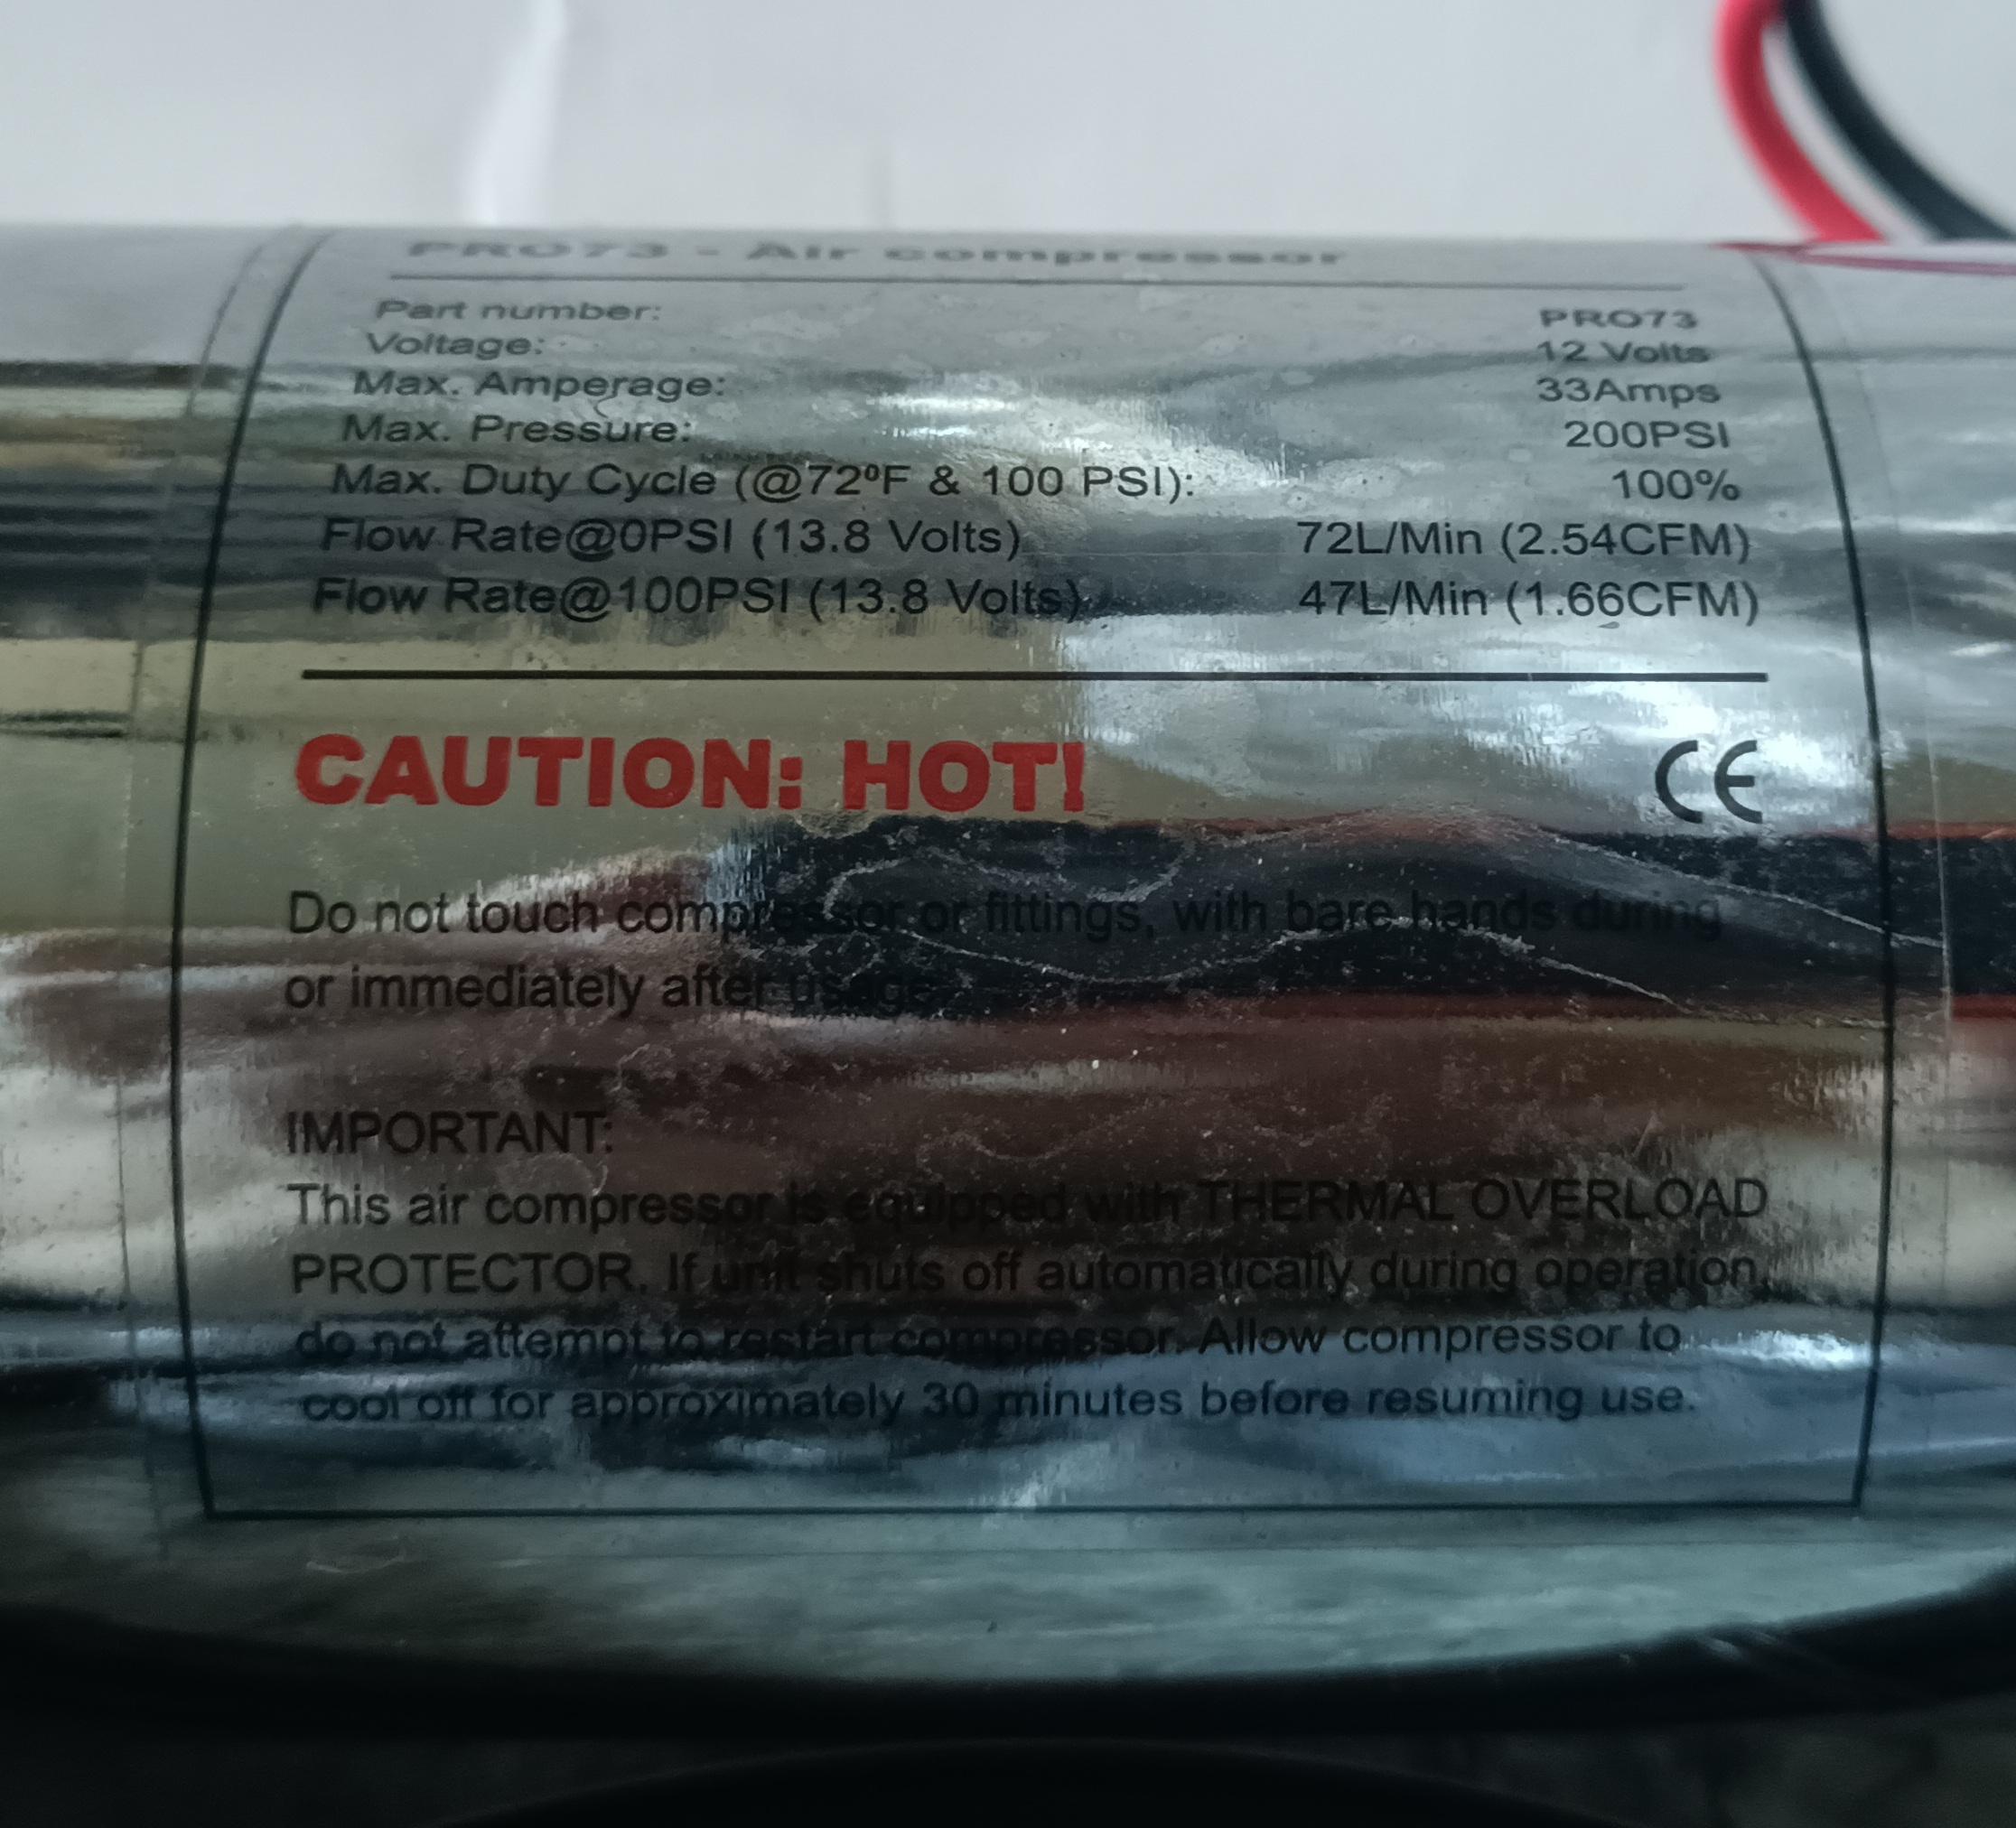 PRO73 - Air compressor
Part number: PRO73
Voltage: 12 Volts
Max. Amperage: 33Amps
Max. Pressure: 200PSI
Max. Duty Cycle (@72ºF & 100 PSI): 100%
Flow Rate@0PSI (13.8 Volts) 72L/Min (2.54CFM)
Flow Rate@100PSI (13.8 Volts) 47L/Min (1.66CFM)
CAUTION: HOT! CE
Do not touch compressor or fittings, with bare hands during
or immediately after usage.
IMPORTANT:
This air compressor is equipped with THERMAL OVERLOAD
PROTECTOR. If unit shuts off automatically during operation,
do not attempt to restart compressor. Allow compressor to
cool off for approximately 30 minutes before resuming use.